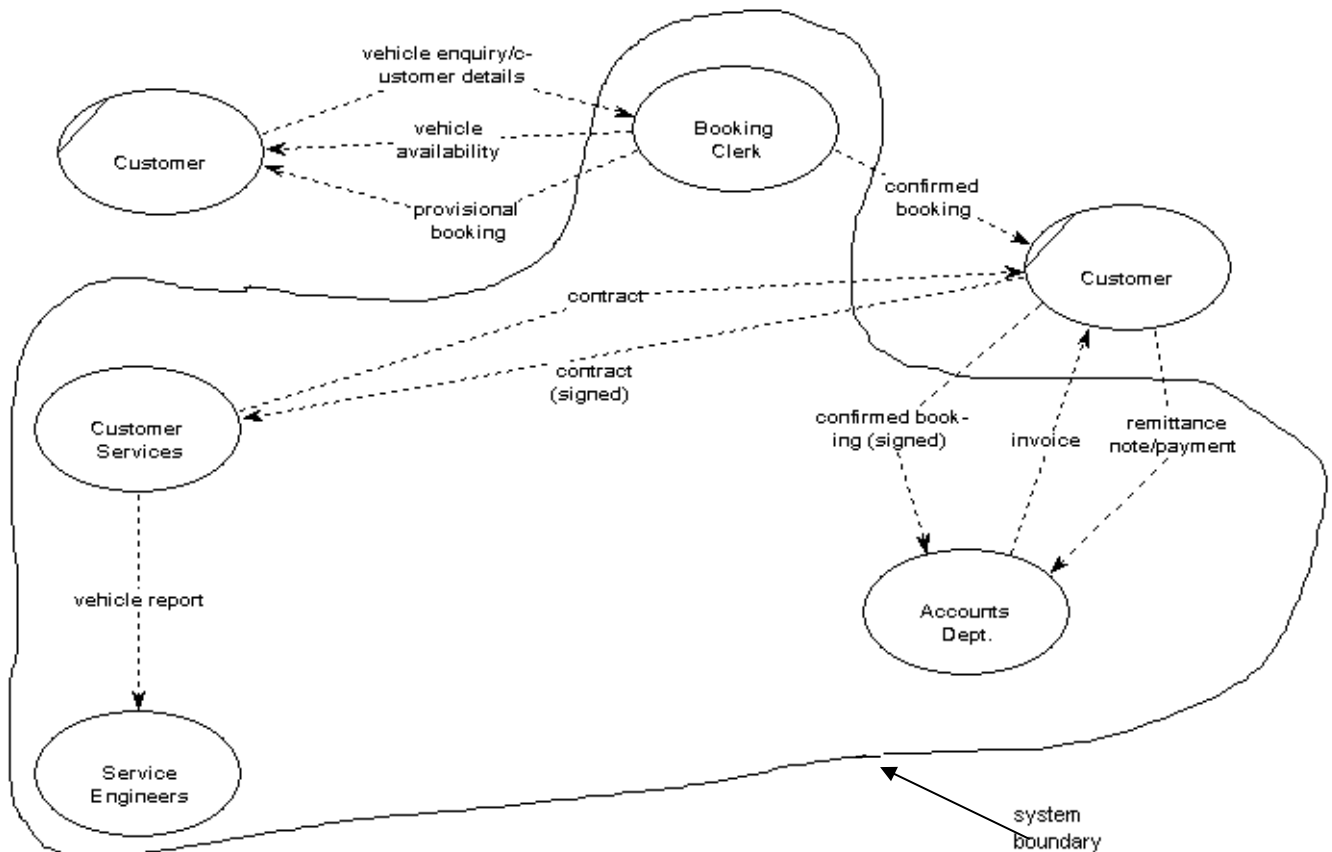 vehicle enquiry/c-
ustomer details
Customer
vehicle
availability
provisional
booking
Booking
Clerk
confirmed
booking
Customer
contract
contract
(signed)
Customer
Services
confirmed book-
ing (signed)
invoice
remittance
note/payment
vehicle report
Accounts
Dept.
Service
Engineers
system
boundary